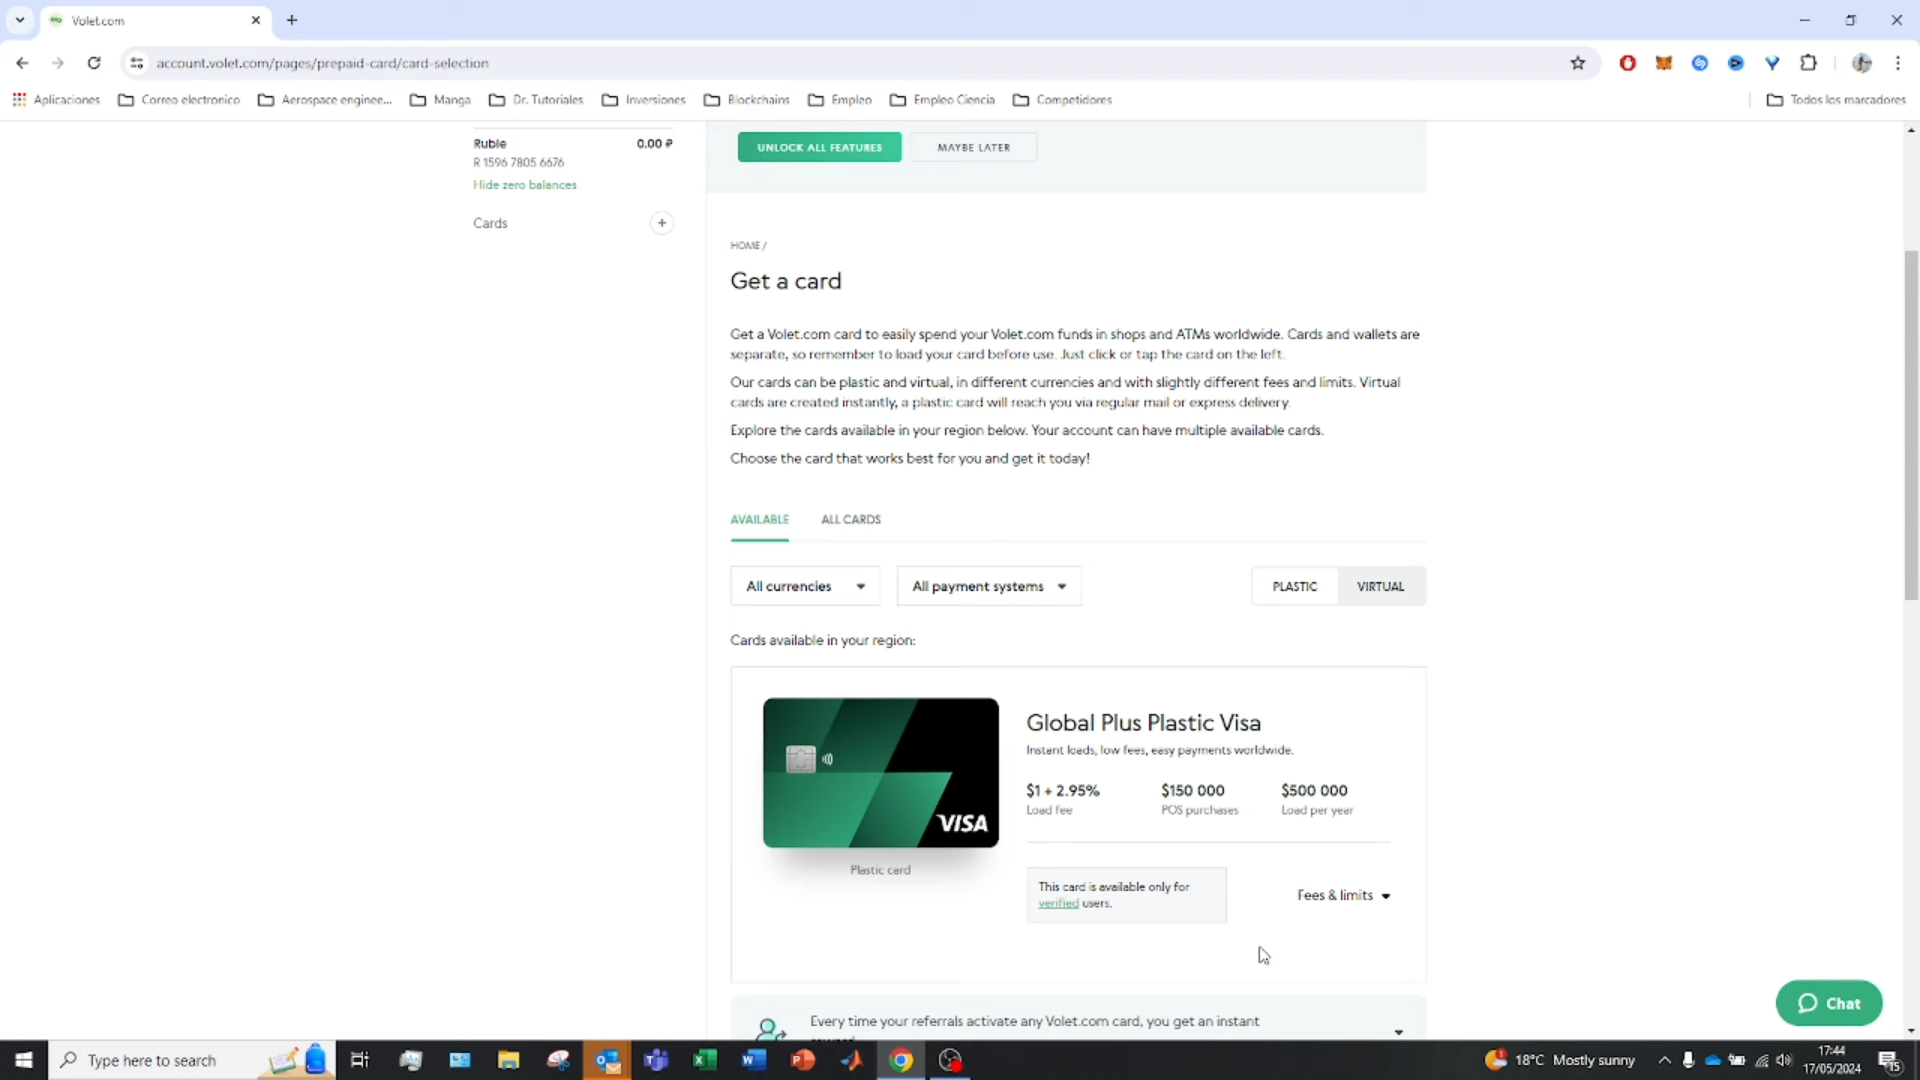 Volet.com
account.volet.com/pages/prepaid-card/card-selection
Aplicaciones
Correo electronico
Aerospace enginee...
Manga
Dr. Tutoriales
Inversiones
Blockchains
Empleo
Empleo Ciencia
Competidores
Todos los marcadores
Ruble 0.00 ₽
R 1596 7805 6676
Hide zero balances
Cards
UNLOCK ALL FEATURES
MAYBE LATER
HOME /
Get a card
Get a Volet.com card to easily spend your Volet.com funds in shops and ATMs worldwide. Cards and wallets are
separate, so remember to load your card before use. Just click or tap the card on the left.
Our cards can be plastic and virtual, in different currencies and with slightly different fees and limits. Virtual
cards are created instantly, a plastic card will reach you via regular mail or express delivery.
Explore the cards available in your region below. Your account can have multiple available cards.
Choose the card that works best for you and get it today!
AVAILABLE
ALL CARDS
All currencies
All payment systems
PLASTIC
VIRTUAL
Cards available in your region:
VISA
Plastic card
Global Plus Plastic Visa
Instant loads, low fees, easy payments worldwide.
$1 + 2.95% $150 000 $500 000
Load fee POS purchases Load per year
This card is available only for
verified users.
Fees & limits
Every time your referrals activate any Volet.com card, you get an instant
Chat
Type here to search
18°C Mostly sunny
17:44
17/05/2024
15